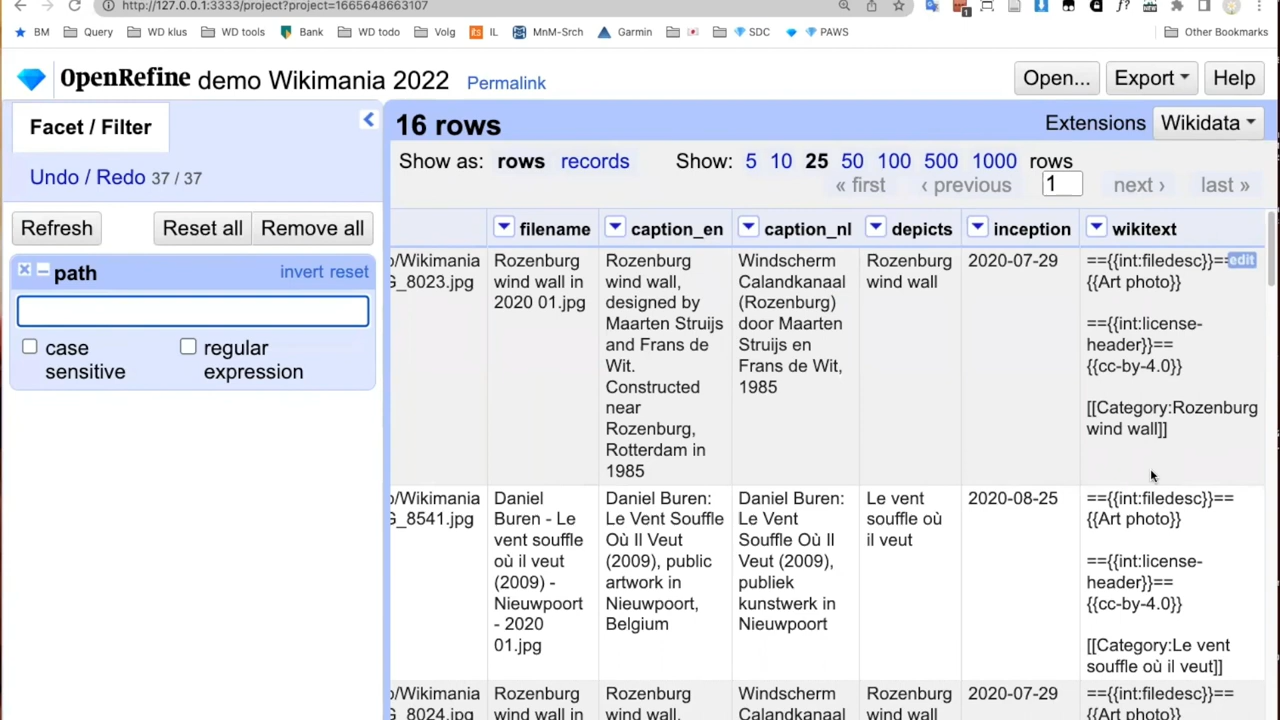 http://127.0.0.1:3333/project?project=1665648663107
BM Query WD klus WD tools Bank WD todo Volg IL MnM-Srch Garmin SDC PAWS Other Bookmarks
OpenRefine demo Wikimania 2022 Permalink Open... Export Help
Facet / Filter
Undo / Redo 37 / 37
Refresh Reset all Remove all
path invert reset
case sensitive
regular expression
16 rows Extensions Wikidata
Show as: rows records Show: 5 10 25 50 100 500 1000 rows
« first ‹ previous 1 next › last »
filename caption_en caption_nl depicts inception wikitext
/Wikimania
_8023.jpg
Rozenburg
wind wall in
2020 01.jpg
Rozenburg
wind wall,
designed by
Maarten Struijs
and Frans de
Wit.
Constructed
near
Rozenburg,
Rotterdam in
1985
Windscherm
Calandkanaal
(Rozenburg)
door Maarten
Struijs en
Frans de Wit,
1985
Rozenburg
wind wall
2020-07-29
=={{int:filedesc}}== edit
{{Art photo}}
=={{int:license-
header}}==
{{cc-by-4.0}}
[[Category:Rozenburg
wind wall]]
/Wikimania
_8541.jpg
Daniel
Buren - Le
vent souffle
où il veut
(2009) -
Nieuwpoort
- 2020
01.jpg
Daniel Buren:
Le Vent Souffle
Où Il Veut
(2009), public
artwork in
Nieuwpoort,
Belgium
Daniel Buren:
Le Vent
Souffle Où Il
Veut (2009),
publiek
kunstwerk in
Nieuwpoort
Le vent
souffle où
il veut
2020-08-25
=={{int:filedesc}}==
{{Art photo}}
=={{int:license-
header}}==
{{cc-by-4.0}}
[[Category:Le vent
souffle où il veut]]
/Wikimania
_8024.jpg
Rozenburg
wind wall in
Rozenburg
wind wall,
Windscherm
Calandkanaal
Rozenburg
wind wall
2020-07-29
=={{int:filedesc}}==
{{Art photo}}